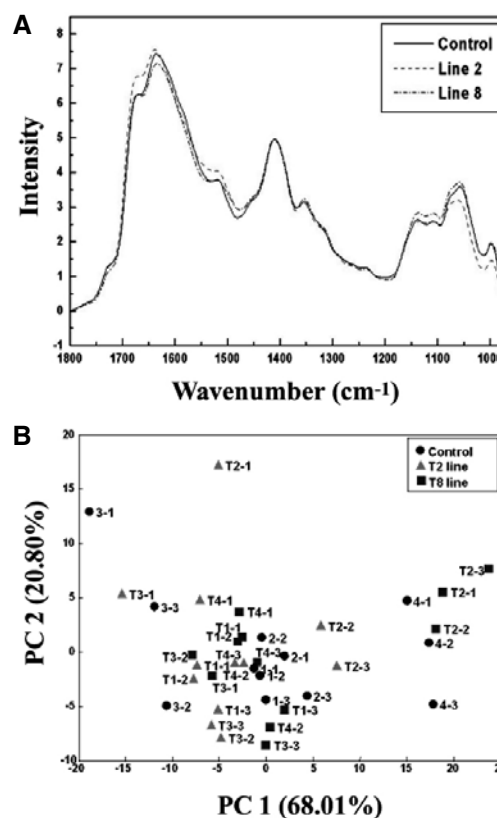 A
Intensity
8
7
6
5
4
3
2
1
0
-1
1800 1700 1600 1500 1400 1300 1200 1100 1000
Wavenumber (cm-1)
Control
Line 2
Line 8
B
PC 2 (20.80%)
20
15
10
5
0
-5
-10
-20 -15 -10 -5 0 5 10 15 20
PC 1 (68.01%)
Control
T2 line
T8 line
T2-1
3-1
T2-3
T3-1
T4-1
T2-1
3-3
4-1
T4-1
T2-2
T2-2
T1-1
2-2
T1-2
4-2
T3-2
T4-3
T4-3
2-1
T1-1
1-1
T2-3
T1-2
T4-2
1-2
T3-1
3-2
1-3
2-3
4-3
T1-3
T1-3
T3-3
T4-2
T3-2
T3-3